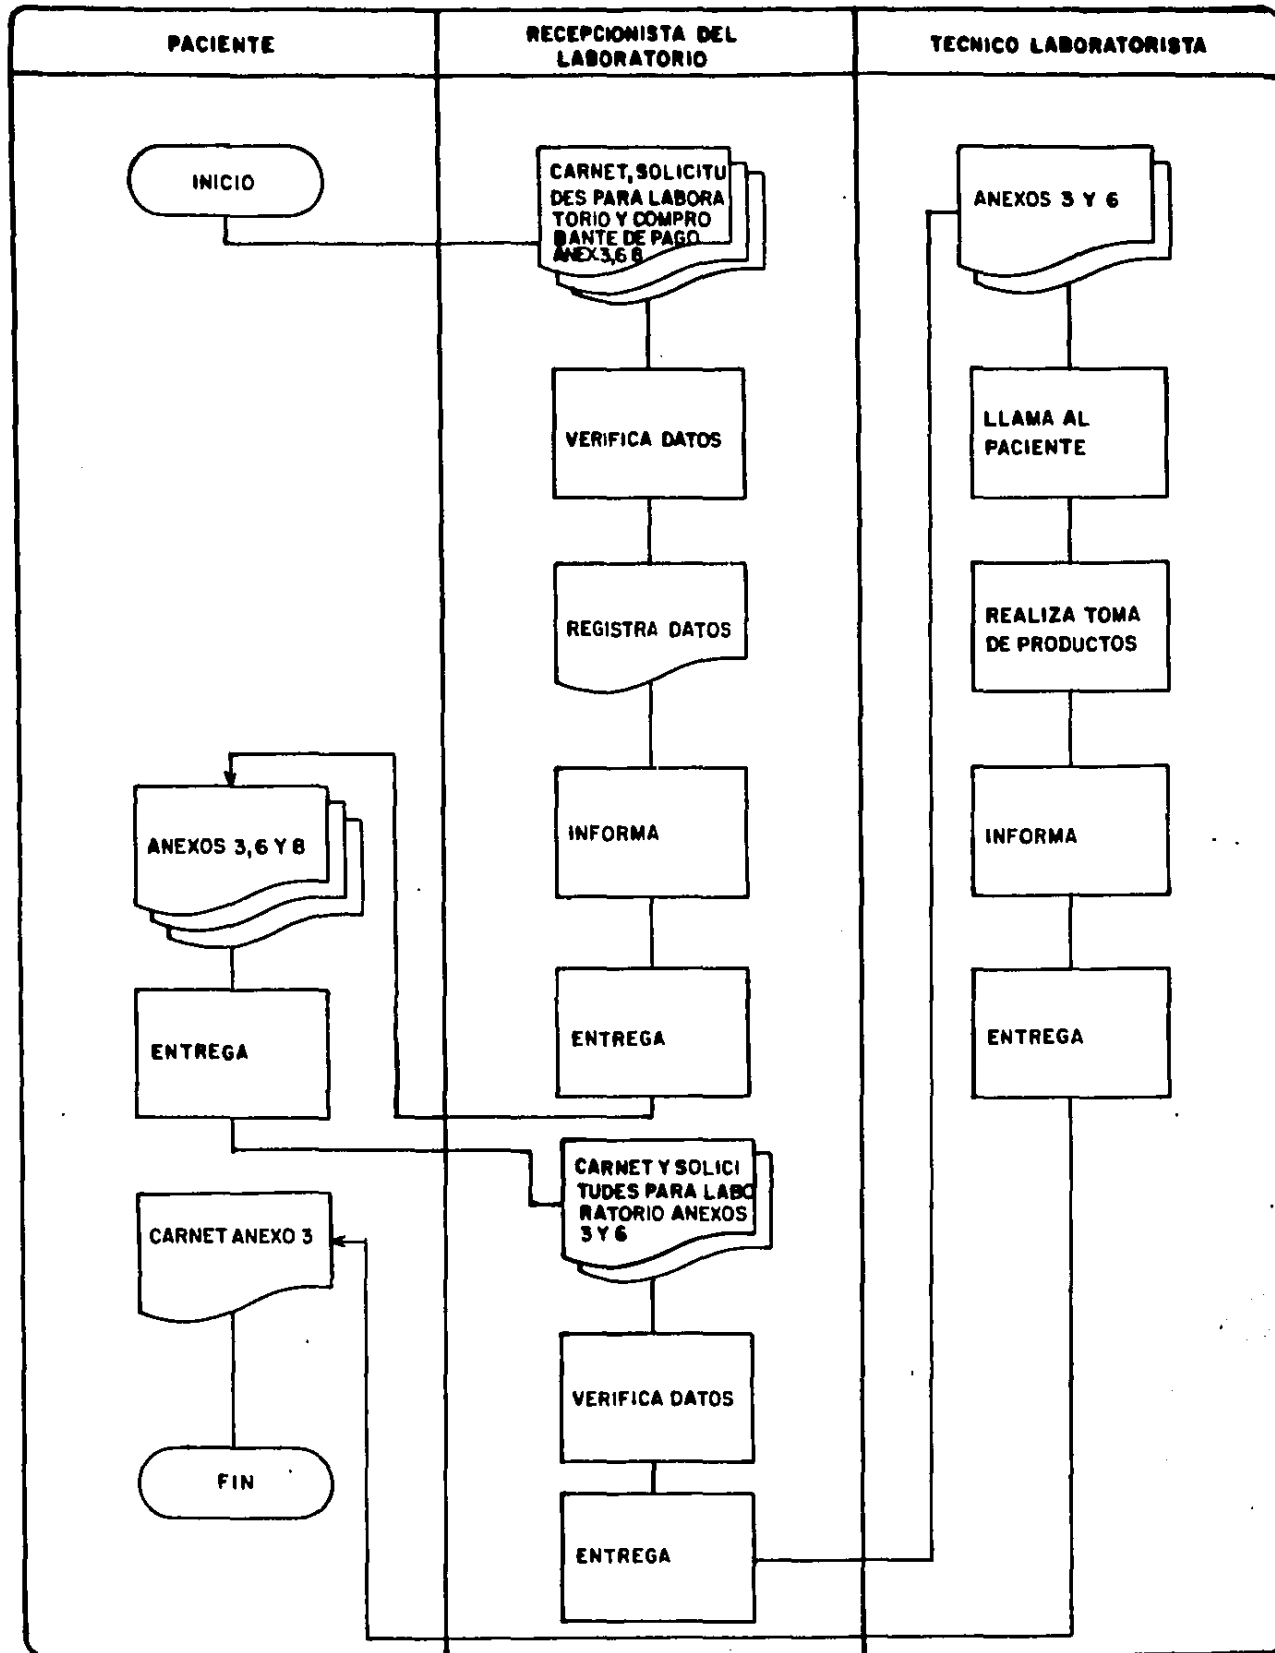 PACIENTE
RECEPCIONISTA DEL
LABORATORIO
TECNICO LABORATORISTA
INICIO
CARNET, SOLICITU
DES PARA LABORA
TORIO Y COMPRO
BANTE DE PAGO
ANEX.3,6 8
VERIFICA DATOS
REGISTRA DATOS
INFORMA
ENTREGA
ANEXOS 3,6 Y 8
ENTREGA
CARNET Y SOLICI
TUDES PARA LABO
RATORIO ANEXOS
3 Y 6
VERIFICA DATOS
ENTREGA
ANEXOS 3 Y 6
LLAMA AL
PACIENTE
REALIZA TOMA
DE PRODUCTOS
INFORMA
ENTREGA
CARNET ANEXO 3
FIN